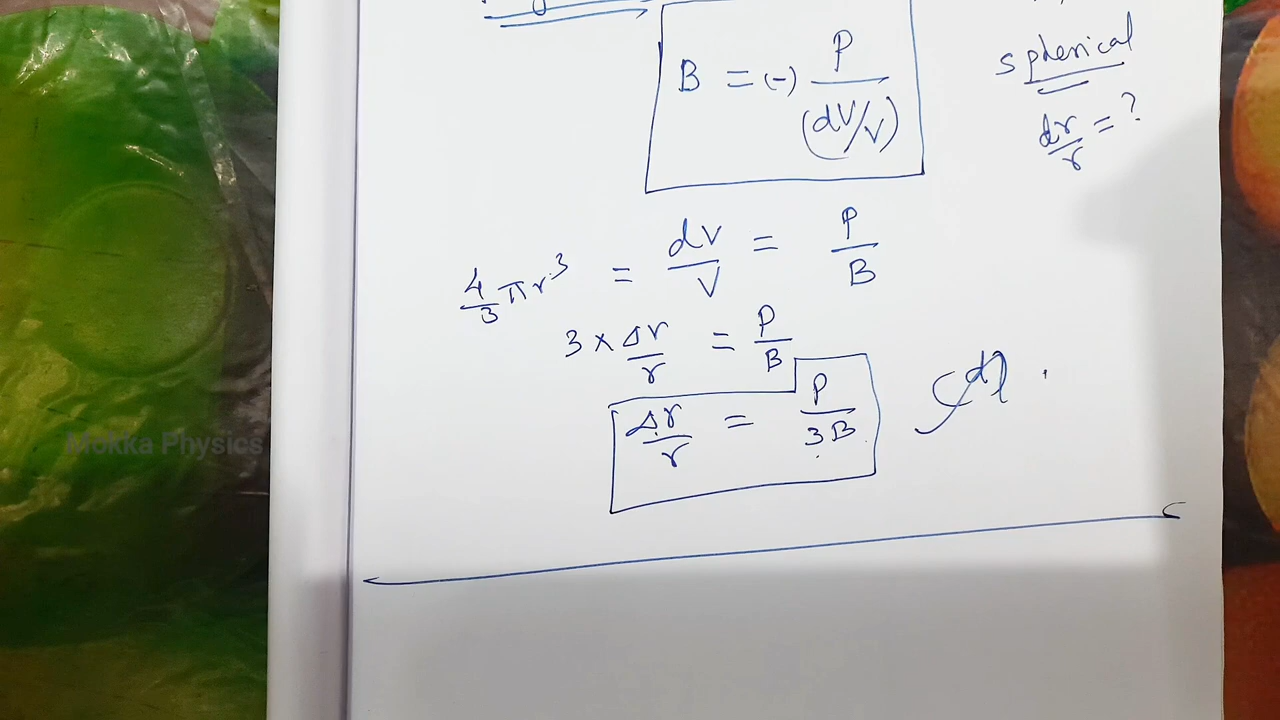 B = (-) P/(dV/V)
spherical
dr/r = ?
4/3 πr³ = dV/V = P/B
3 × Δr/r = P/B
Δr/r = P/3B
d)
Mokka Physics